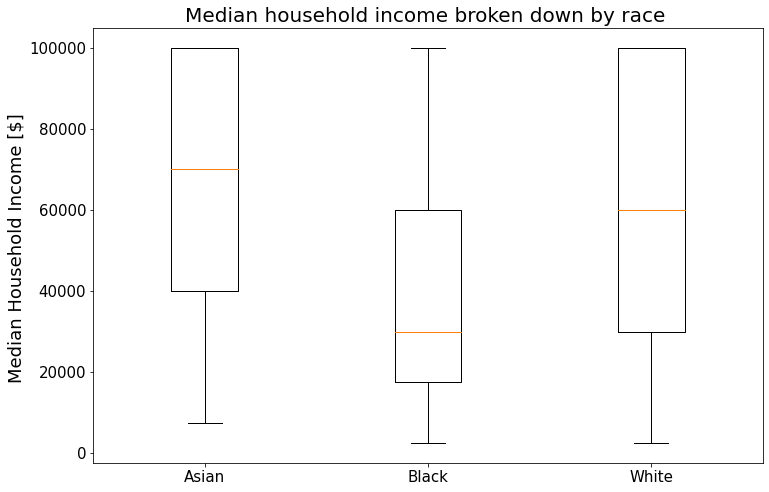 Median household income broken down by race
Median Household Income [$]
100000
80000
60000
40000
20000
0
Asian
Black
White